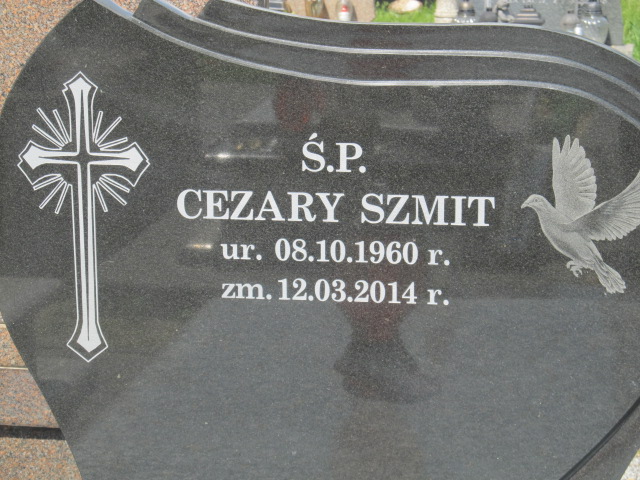 Ś.P.
CEZARY SZMIT
ur. 08.10.1960 r.
zm. 12.03.2014 r.